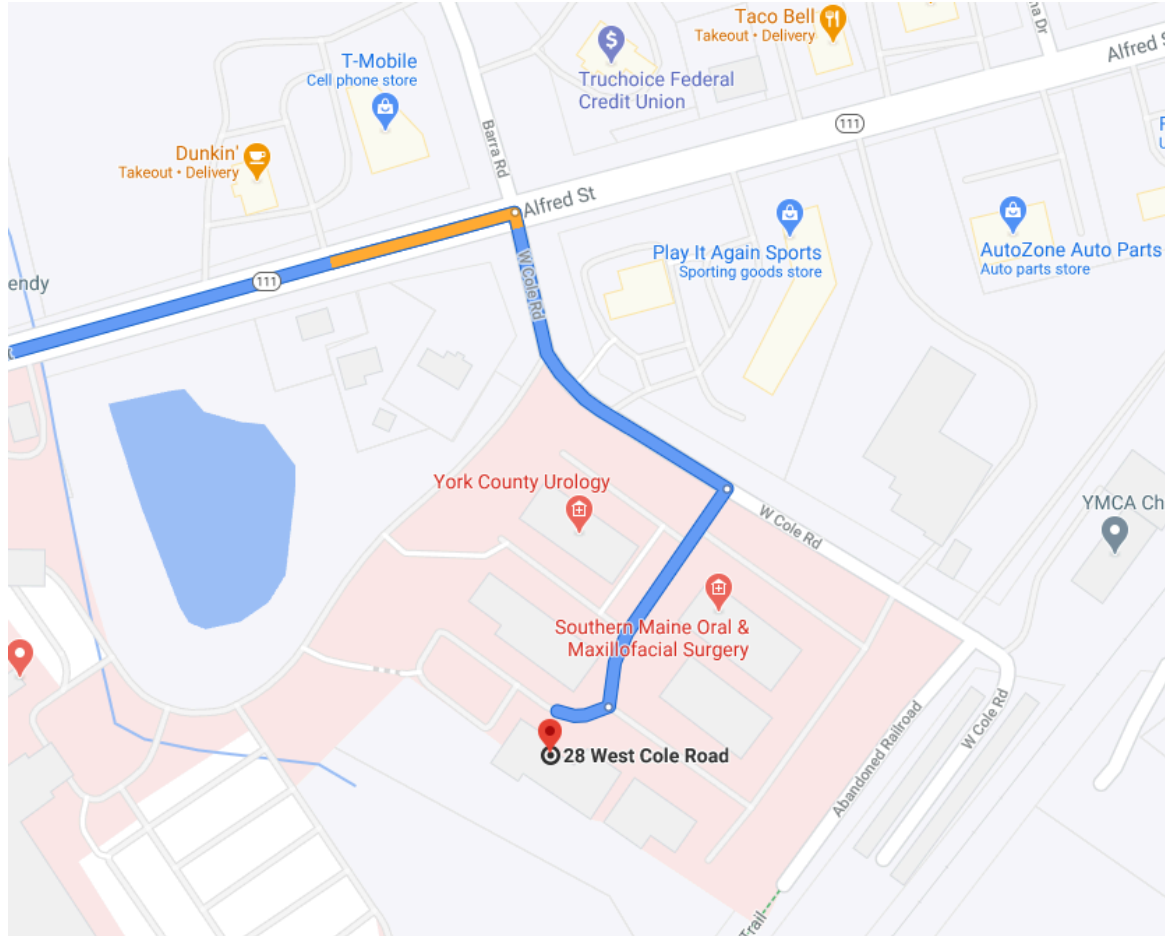 Taco Bell
Takeout • Delivery
Alfred S
T-Mobile
Cell phone store
Truchoice Federal
Credit Union
111
Barra Rd
Dunkin'
Takeout • Delivery
Alfred St
Play It Again Sports
Sporting goods store
AutoZone Auto Parts
Auto parts store
W Cole Rd
endy
111
York County Urology
W Cole Rd
YMCA Ch
Southern Maine Oral &
Maxillofacial Surgery
W Cole Rd
Abandoned Railroad
28 West Cole Road
Trail